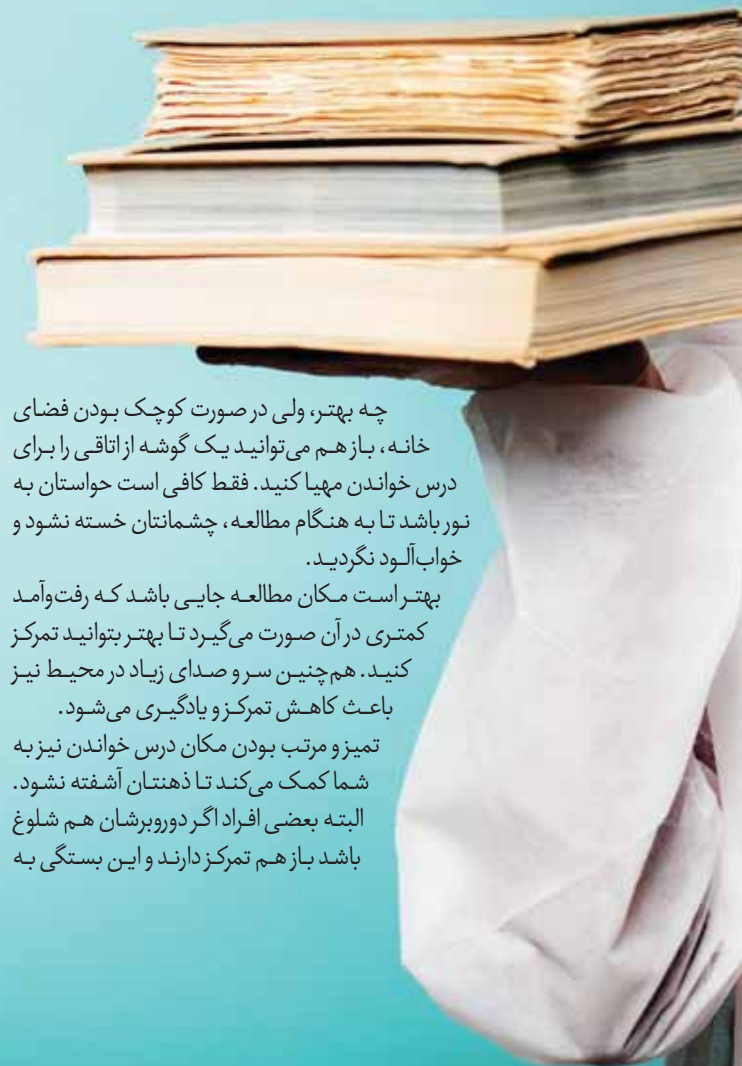 چه بهتر، ولی در صورت کوچک بودن فضای
خانه، باز هم می‌توانید یک گوشه از اتاقی را برای
درس خواندن مهیا کنید. فقط کافی است حواستان به
نور باشد تا به هنگام مطالعه، چشمانتان خسته نشود و
خواب‌آلود نگردید.
بهتر است مکان مطالعه جایی باشد که رفت‌وآمد
کمتری در آن صورت می‌گیرد تا بهتر بتوانید تمرکز
کنید. هم‌چنین سر و صدای زیاد در محیط نیز
باعث کاهش تمرکز و یادگیری می‌شود.
تمیز و مرتب بودن مکان درس خواندن نیز به
شما کمک می‌کند تا ذهنتان آشفته نشود.
البته بعضی افراد اگر دوروبرشان هم شلوغ
باشد باز هم تمرکز دارند و این بستگی به